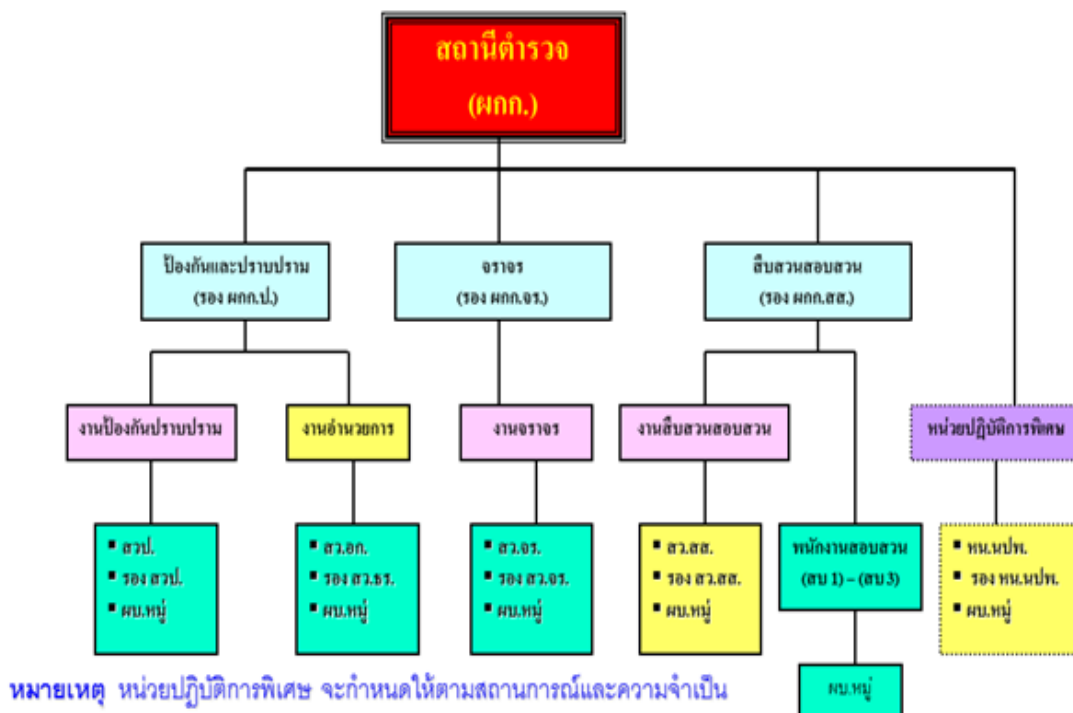 สถานีตำรวจ
(ผกก.)
ป้องกันและปราบปราม
(รอง ผกก.ป.)
จราจร
(รอง ผกก.จร.)
สืบสวนสอบสวน
(รอง ผกก.สส.)
งานป้องกันปราบปราม
งานอำนวยการ
งานจราจร
งานสืบสวนสอบสวน
หน่วยปฏิบัติการพิเศษ
▪ สวป.
▪ รอง สวป.
▪ ผบ.หมู่
▪ สว.อก.
▪ รอง สว.ธร.
▪ ผบ.หมู่
▪ สว.จร.
▪ รอง สว.จร.
▪ ผบ.หมู่
▪ สว.สส.
▪ รอง สว.สส.
▪ ผบ.หมู่
พนักงานสอบสวน
(สบ 1) – (สบ 3)
▪ หน.นปพ.
▪ รอง หน.นปพ.
▪ ผบ.หมู่
ผบ.หมู่
หมายเหตุ หน่วยปฏิบัติการพิเศษ จะกำหนดให้ตามสถานการณ์และความจำเป็น